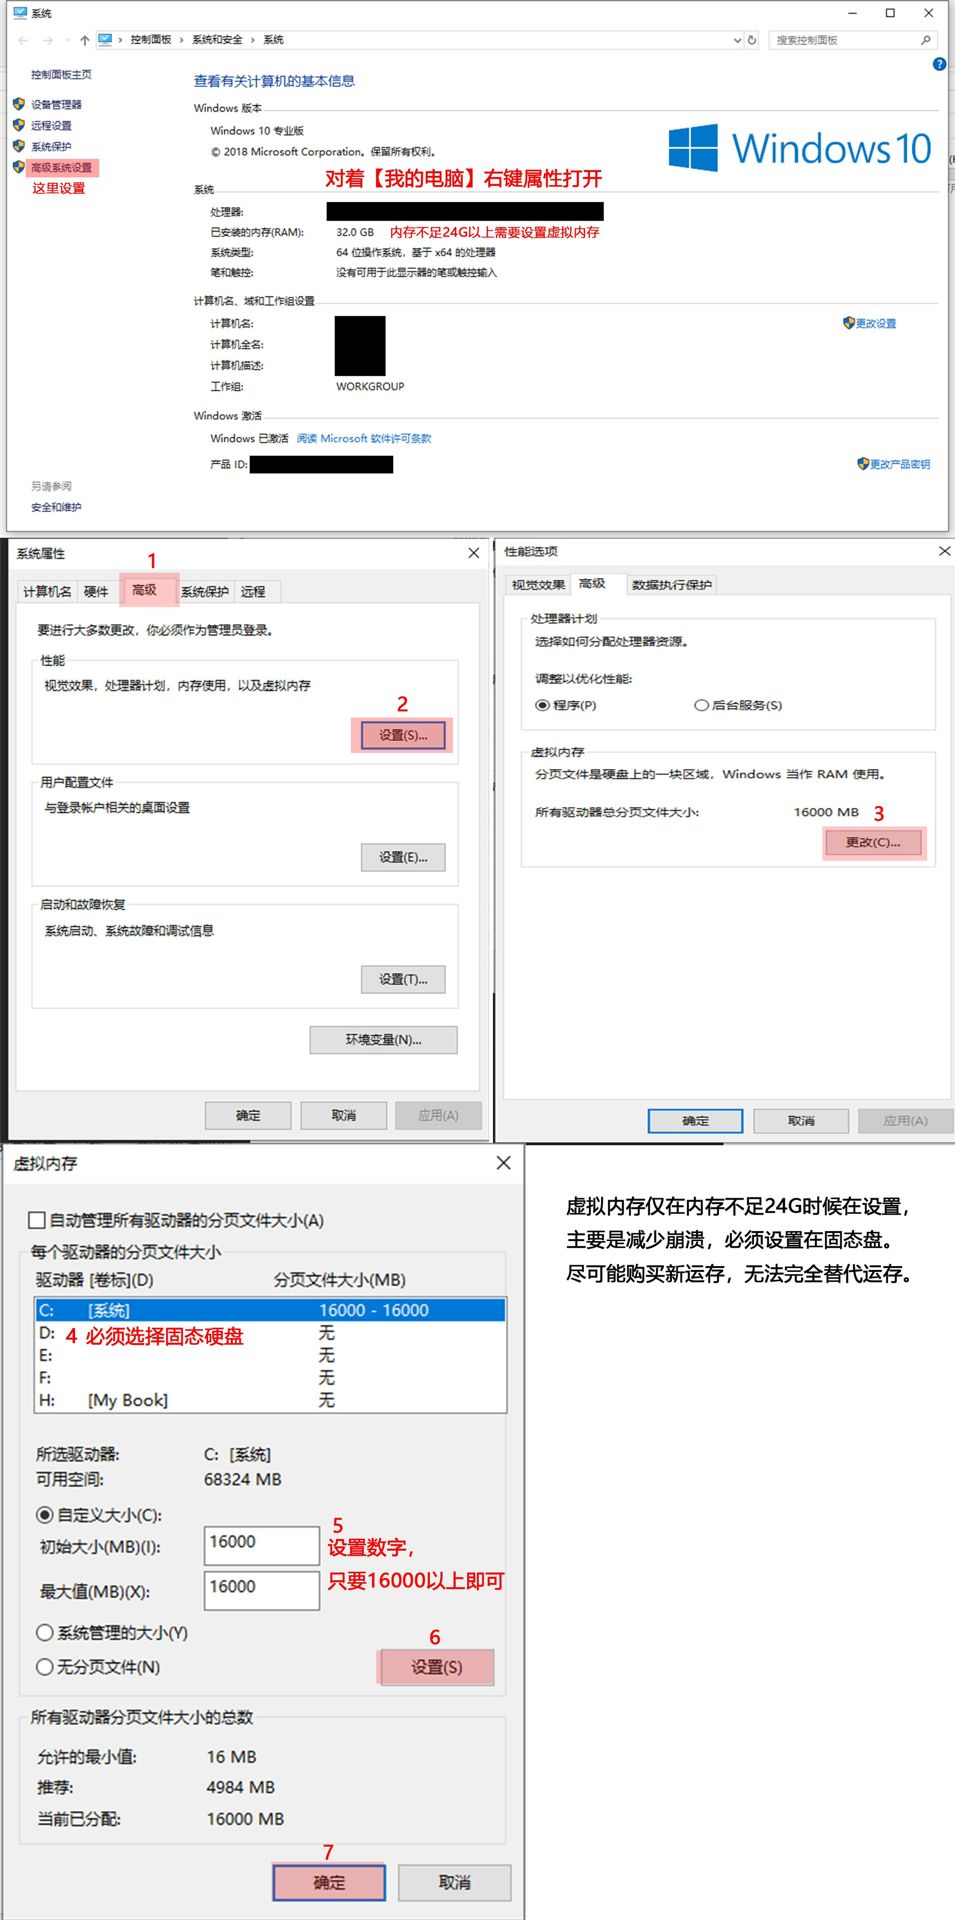 系统
控制面板 › 系统和安全 › 系统
搜索控制面板
控制面板主页
设备管理器
远程设置
系统保护
高级系统设置
这里设置
另请参阅
安全和维护
查看有关计算机的基本信息
Windows 版本
Windows 10 专业版
© 2018 Microsoft Corporation。保留所有权利。
Windows 10
对着【我的电脑】右键属性打开
系统
处理器:
已安装的内存(RAM): 32.0 GB 内存不足24G以上需要设置虚拟内存
系统类型: 64 位操作系统，基于 x64 的处理器
笔和触控: 没有可用于此显示器的笔或触控输入
计算机名、域和工作组设置
计算机名:
更改设置
计算机全名:
计算机描述:
工作组: WORKGROUP
Windows 激活
Windows 已激活 阅读 Microsoft 软件许可条款
产品 ID:
更改产品密钥
系统属性
1
计算机名 硬件 高级 系统保护 远程
要进行大多数更改，你必须作为管理员登录。
性能
视觉效果，处理器计划，内存使用，以及虚拟内存
2
设置(S)...
用户配置文件
与登录帐户相关的桌面设置
设置(E)...
启动和故障恢复
系统启动、系统故障和调试信息
设置(T)...
环境变量(N)...
确定 取消 应用(A)
性能选项
视觉效果 高级 数据执行保护
处理器计划
选择如何分配处理器资源。
调整以优化性能:
程序(P) 后台服务(S)
虚拟内存
分页文件是硬盘上的一块区域，Windows 当作 RAM 使用。
所有驱动器总分页文件大小: 16000 MB
3
更改(C)...
确定 取消 应用(A)
虚拟内存
自动管理所有驱动器的分页文件大小(A)
每个驱动器的分页文件大小
驱动器 [卷标](D) 分页文件大小(MB)
C: [系统] 16000 - 16000
D: 无
4 必须选择固态硬盘
E: 无
F: 无
H: [My Book] 无
所选驱动器: C: [系统]
可用空间: 68324 MB
自定义大小(C):
初始大小(MB)(I): 16000
5
设置数字，
只要16000以上即可
最大值(MB)(X): 16000
系统管理的大小(Y)
无分页文件(N)
6
设置(S)
所有驱动器分页文件大小的总数
允许的最小值: 16 MB
推荐: 4984 MB
当前已分配: 16000 MB
7
确定 取消
虚拟内存仅在内存不足24G时候在设置，
主要是减少崩溃，必须设置在固态盘。
尽可能购买新运存，无法完全替代运存。